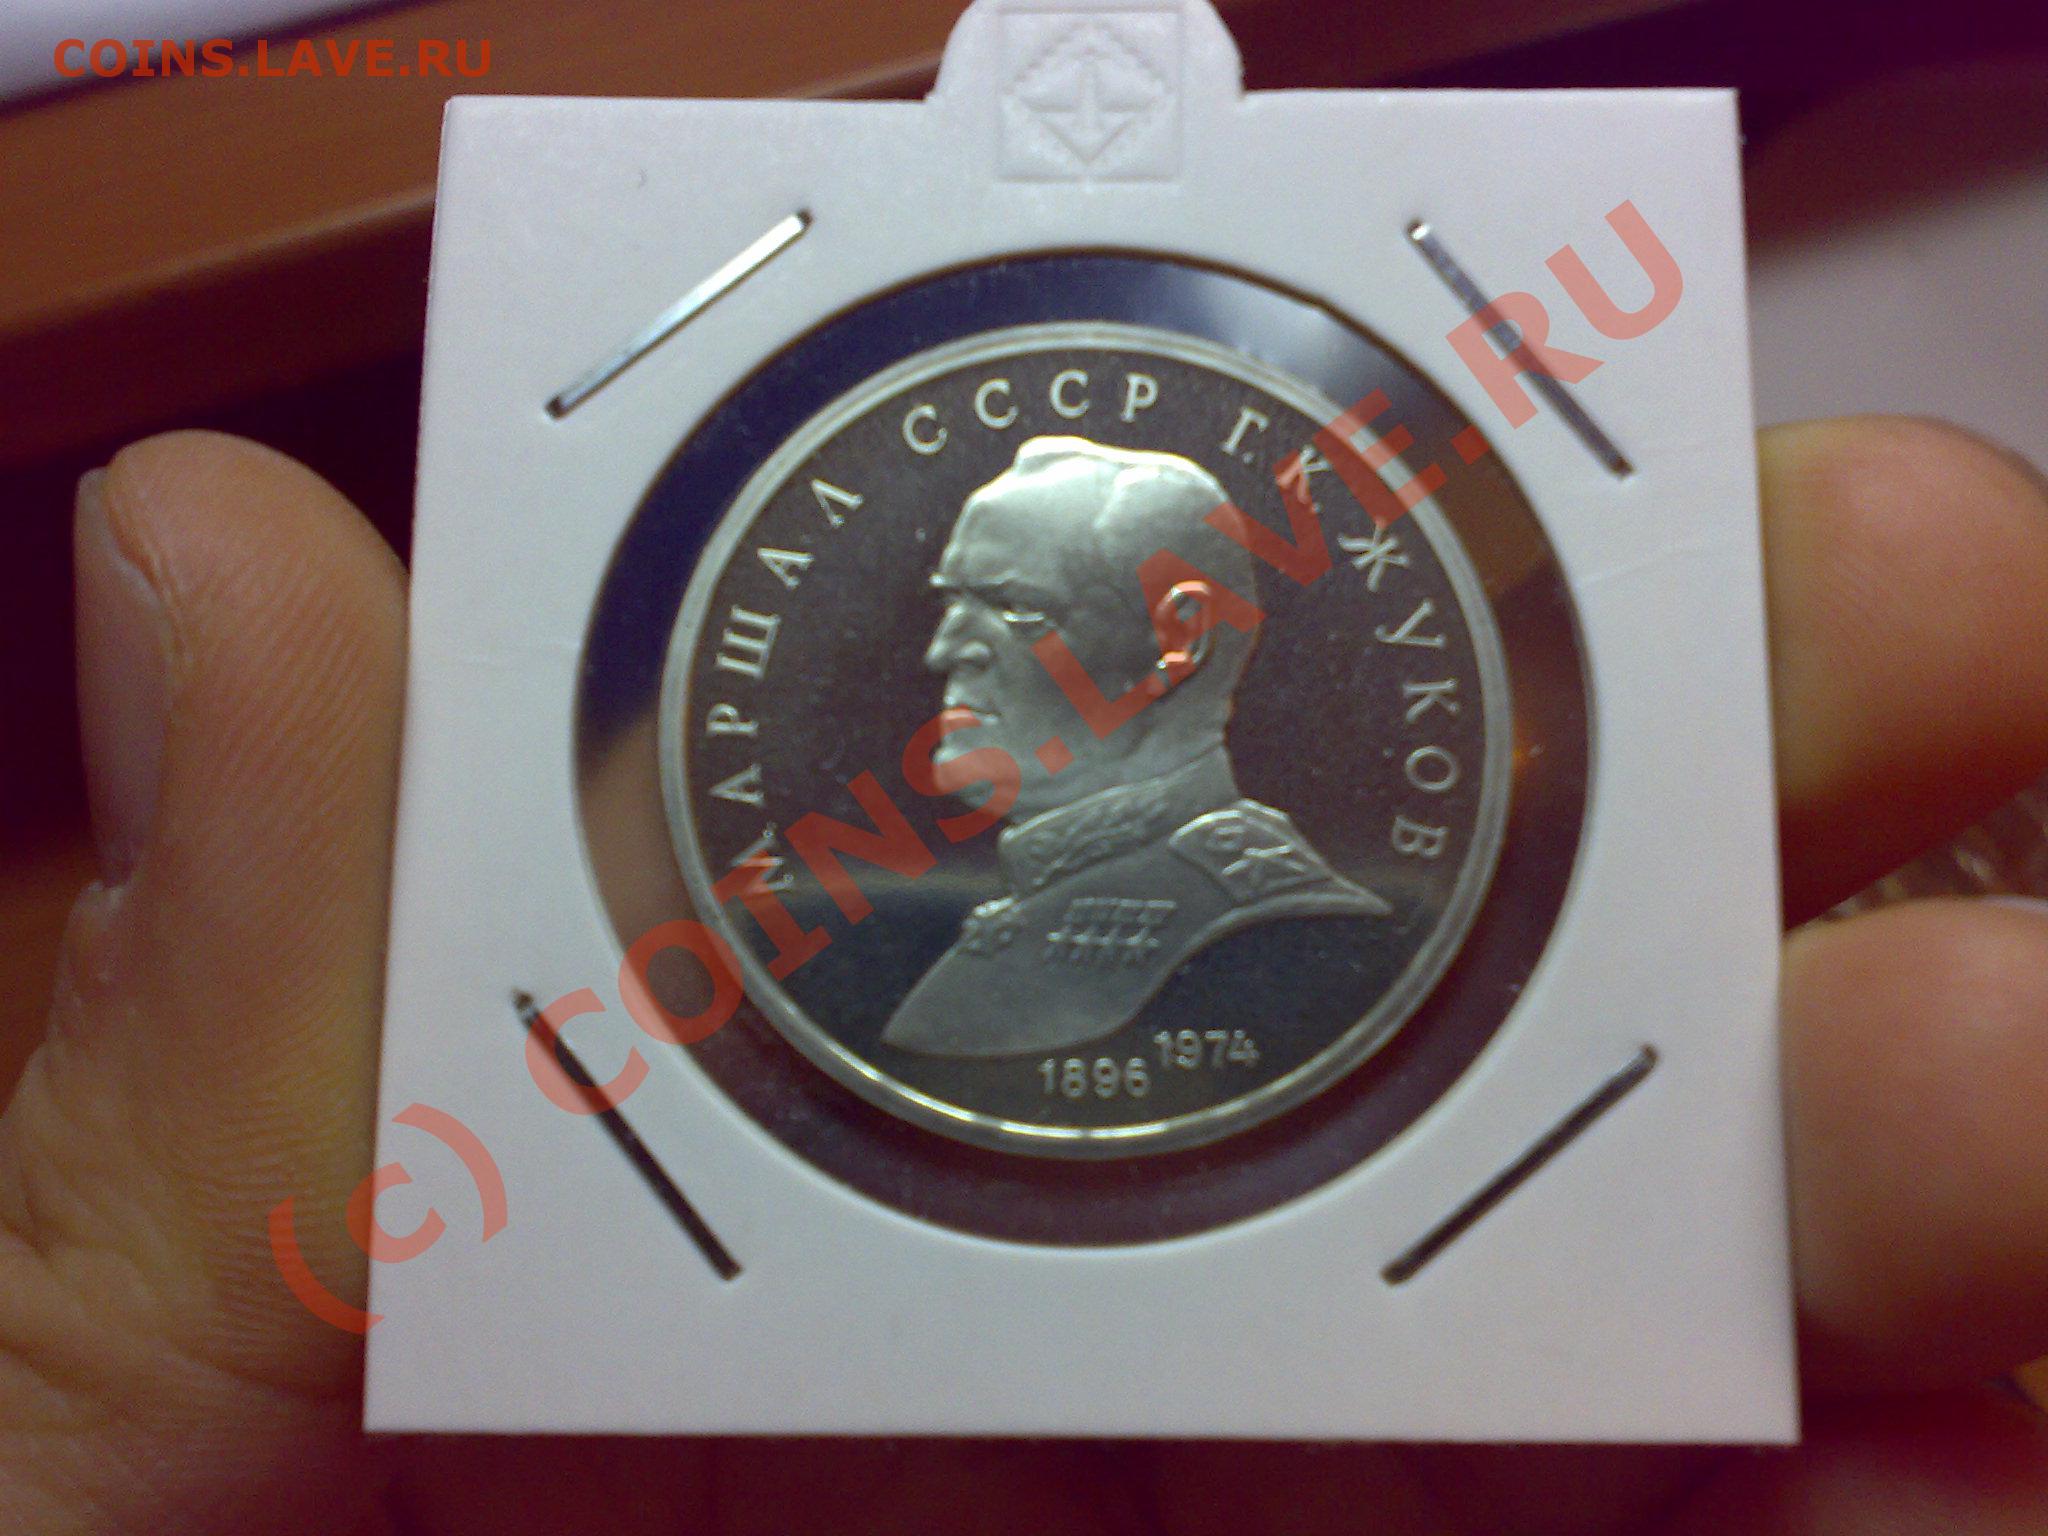 COINS.LAVE.RU
МАРШАЛ СССР Г.К.ЖУКОВ
1896 1974
(c) COINS.LAVE.RU